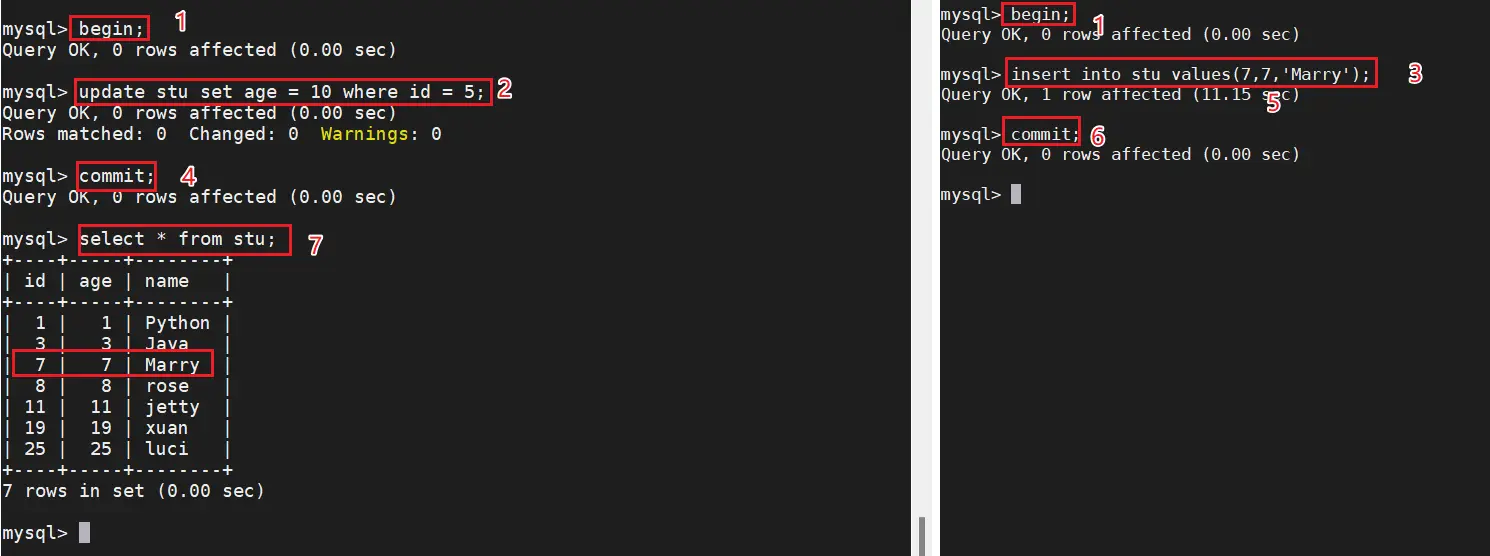 mysql> begin; 1
Query OK, 0 rows affected (0.00 sec)
mysql> update stu set age = 10 where id = 5; 2
Query OK, 0 rows affected (0.00 sec)
Rows matched: 0  Changed: 0  Warnings: 0
mysql> commit; 4
Query OK, 0 rows affected (0.00 sec)
mysql> select * from stu; 7
+----+-----+--------+
| id | age | name   |
+----+-----+--------+
|  1 |   1 | Python |
|  3 |   3 | Java   |
|  7 |   7 | Marry  |
|  8 |   8 | rose   |
| 11 |  11 | jetty  |
| 19 |  19 | xuan   |
| 25 |  25 | luci   |
+----+-----+--------+
7 rows in set (0.00 sec)
mysql>
mysql> begin; 1
Query OK, 0 rows affected (0.00 sec)
mysql> insert into stu values(7,7,'Marry'); 3
Query OK, 1 row affected (11.15 sec)
5
mysql> commit; 6
Query OK, 0 rows affected (0.00 sec)
mysql>